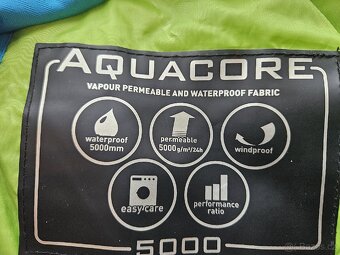 AQUACORE
VAPOUR PERMEABLE AND WATERPROOF FABRIC
waterproof
5000mm
permeable
5000g/m²/24h
windproof
easy care
performance
ratio
5000